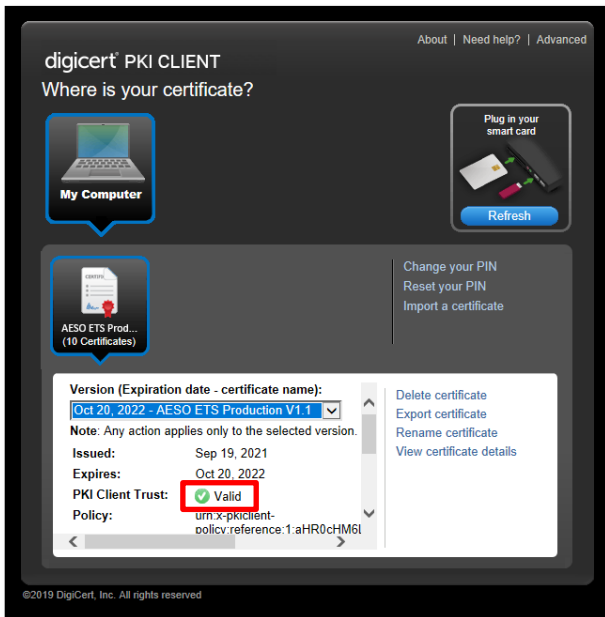 About | Need help? | Advanced
digicert® PKI CLIENT
Where is your certificate?
My Computer
Plug in your
smart card
Refresh
AESO ETS Prod...
(10 Certificates)
Change your PIN
Reset your PIN
Import a certificate
Version (Expiration date - certificate name):
Oct 20, 2022 - AESO ETS Production V1.1
Note: Any action applies only to the selected version.
Issued: Sep 19, 2021
Expires: Oct 20, 2022
PKI Client Trust: Valid
Policy: urn:x-pkiclient-
policy:reference:1:aHR0cHM6L
Delete certificate
Export certificate
Rename certificate
View certificate details
©2019 DigiCert, Inc. All rights reserved